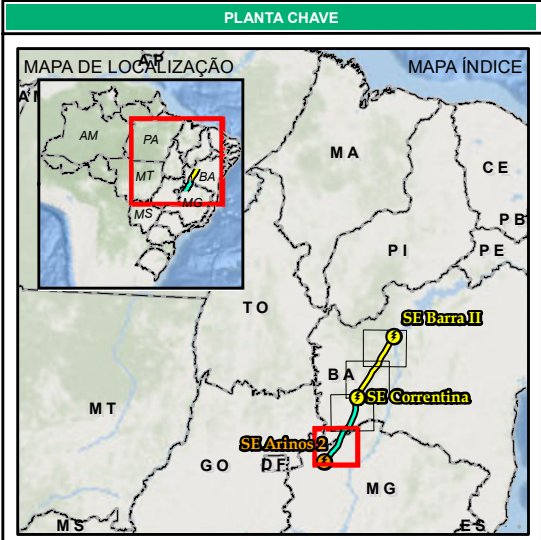 PLANTA CHAVE
MAPA DE LOCALIZAÇÃO
MAPA ÍNDICE
AP
AM
PA
MT
BA
MG
MS
MA
CE
PB
PI
PE
TO
SE Barra II
BA
SE Correntina
MT
SE Arinos 2
GO
DF
MG
MS
ES